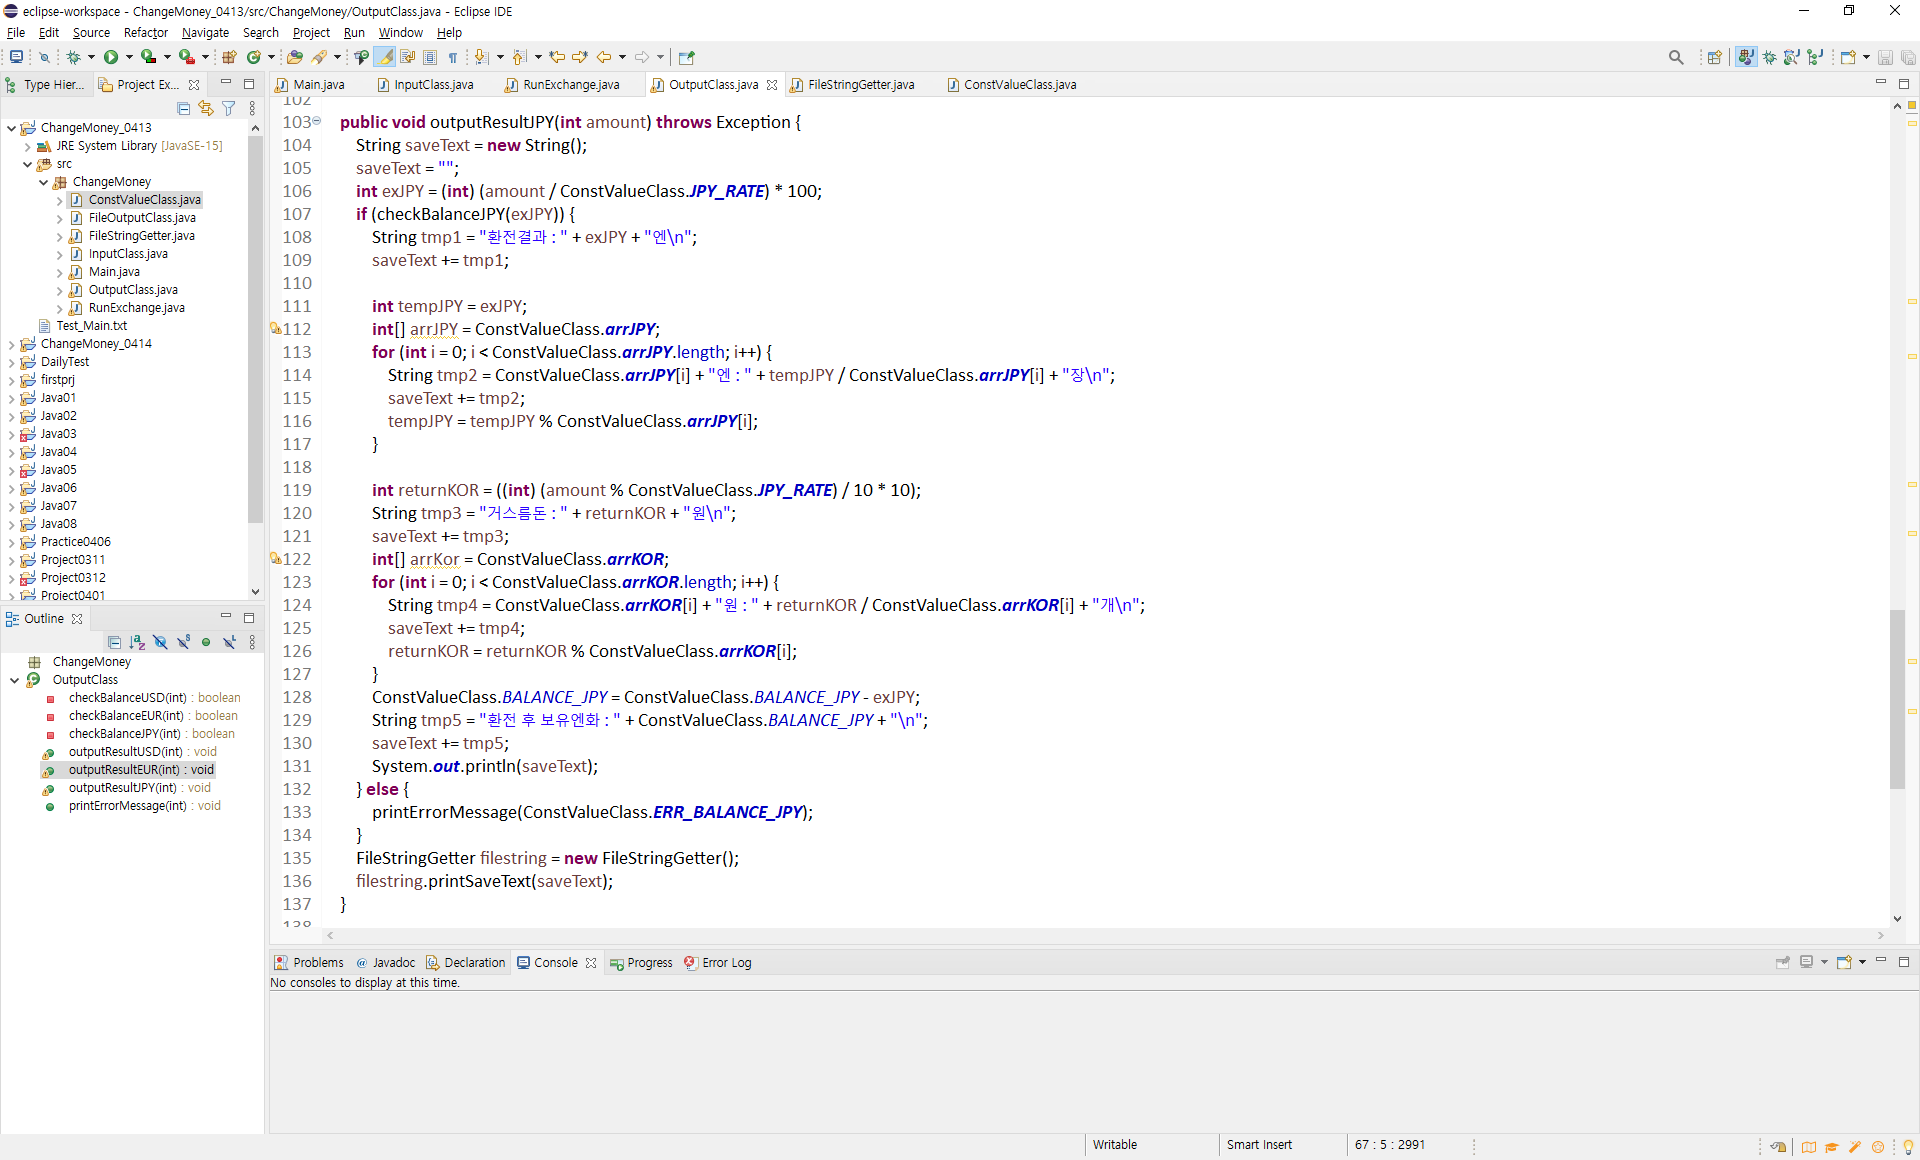 eclipse-workspace - ChangeMoney_0413/src/ChangeMoney/OutputClass.java - Eclipse IDE
File Edit Source Refactor Navigate Search Project Run Window Help
Type Hier... Project Ex...
Main.java InputClass.java RunExchange.java OutputClass.java FileStringGetter.java ConstValueClass.java
ChangeMoney_0413
JRE System Library [JavaSE-15]
src
ChangeMoney
ConstValueClass.java
FileOutputClass.java
FileStringGetter.java
InputClass.java
Main.java
OutputClass.java
RunExchange.java
Test_Main.txt
ChangeMoney_0414
DailyTest
firstprj
Java01
Java02
Java03
Java04
Java05
Java06
Java07
Java08
Practice0406
Project0311
Project0312
Project0401
Outline
ChangeMoney
OutputClass
checkBalanceUSD(int) : boolean
checkBalanceEUR(int) : boolean
checkBalanceJPY(int) : boolean
outputResultUSD(int) : void
outputResultEUR(int) : void
outputResultJPY(int) : void
printErrorMessage(int) : void
102
103 public void outputResultJPY(int amount) throws Exception {
104 String saveText = new String();
105 saveText = "";
106 int exJPY = (int) (amount / ConstValueClass.JPY_RATE) * 100;
107 if (checkBalanceJPY(exJPY)) {
108 String tmp1 = "환전결과 : " + exJPY + "엔\n";
109 saveText += tmp1;
110
111 int tempJPY = exJPY;
112 int[] arrJPY = ConstValueClass.arrJPY;
113 for (int i = 0; i < ConstValueClass.arrJPY.length; i++) {
114 String tmp2 = ConstValueClass.arrJPY[i] + "엔 : " + tempJPY / ConstValueClass.arrJPY[i] + "장\n";
115 saveText += tmp2;
116 tempJPY = tempJPY % ConstValueClass.arrJPY[i];
117 }
118
119 int returnKOR = ((int) (amount % ConstValueClass.JPY_RATE) / 10 * 10);
120 String tmp3 = "거스름돈 : " + returnKOR + "원\n";
121 saveText += tmp3;
122 int[] arrKor = ConstValueClass.arrKOR;
123 for (int i = 0; i < ConstValueClass.arrKOR.length; i++) {
124 String tmp4 = ConstValueClass.arrKOR[i] + "원 : " + returnKOR / ConstValueClass.arrKOR[i] + "개\n";
125 saveText += tmp4;
126 returnKOR = returnKOR % ConstValueClass.arrKOR[i];
127 }
128 ConstValueClass.BALANCE_JPY = ConstValueClass.BALANCE_JPY - exJPY;
129 String tmp5 = "환전 후 보유엔화 : " + ConstValueClass.BALANCE_JPY + "\n";
130 saveText += tmp5;
131 System.out.println(saveText);
132 } else {
133 printErrorMessage(ConstValueClass.ERR_BALANCE_JPY);
134 }
135 FileStringGetter filestring = new FileStringGetter();
136 filestring.printSaveText(saveText);
137 }
138
Problems Javadoc Declaration Console Progress Error Log
No consoles to display at this time.
Writable Smart Insert 67 : 5 : 2991